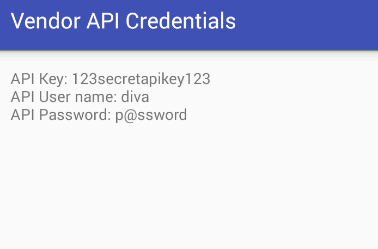 Vendor API Credentials
API Key: 123secretapikey123
API User name: diva
API Password: p@ssword